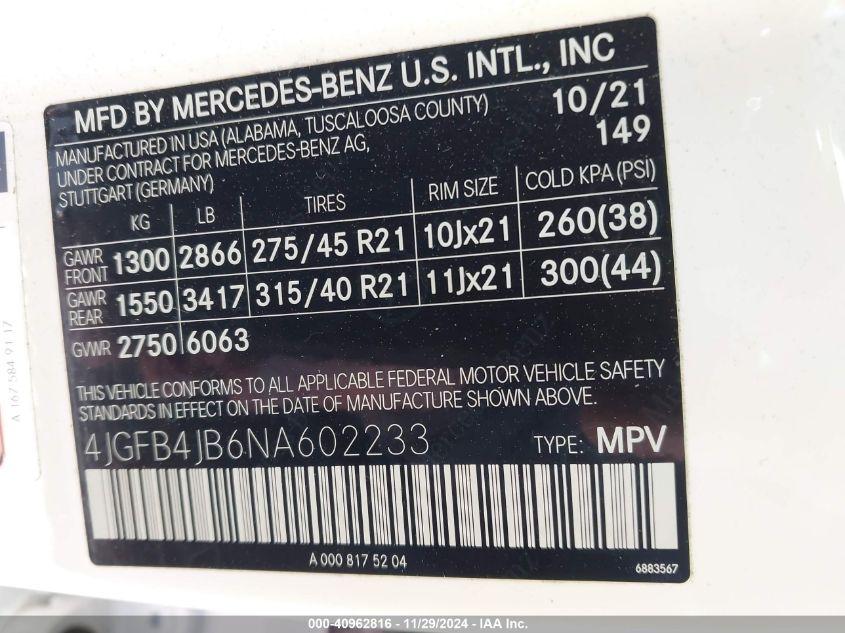 MFD BY MERCEDES-BENZ U.S. INTL., INC
MANUFACTURED IN USA (ALABAMA, TUSCALOOSA COUNTY) 10/21
UNDER CONTRACT FOR MERCEDES-BENZ AG, 149
STUTTGART (GERMANY)
KG LB TIRES RIM SIZE COLD KPA (PSI)
GAWR FRONT 1300 2866 275/45 R21 10Jx21 260(38)
GAWR REAR 1550 3417 315/40 R21 11Jx21 300(44)
GVWR 2750 6063
THIS VEHICLE CONFORMS TO ALL APPLICABLE FEDERAL MOTOR VEHICLE SAFETY
STANDARDS IN EFFECT ON THE DATE OF MANUFACTURE SHOWN ABOVE.
4JGFB4JB6NA602233 TYPE: MPV
A 000 817 52 04
6883567
A 167 584 91 17
000-40962816 - 11/29/2024 - IAA Inc.